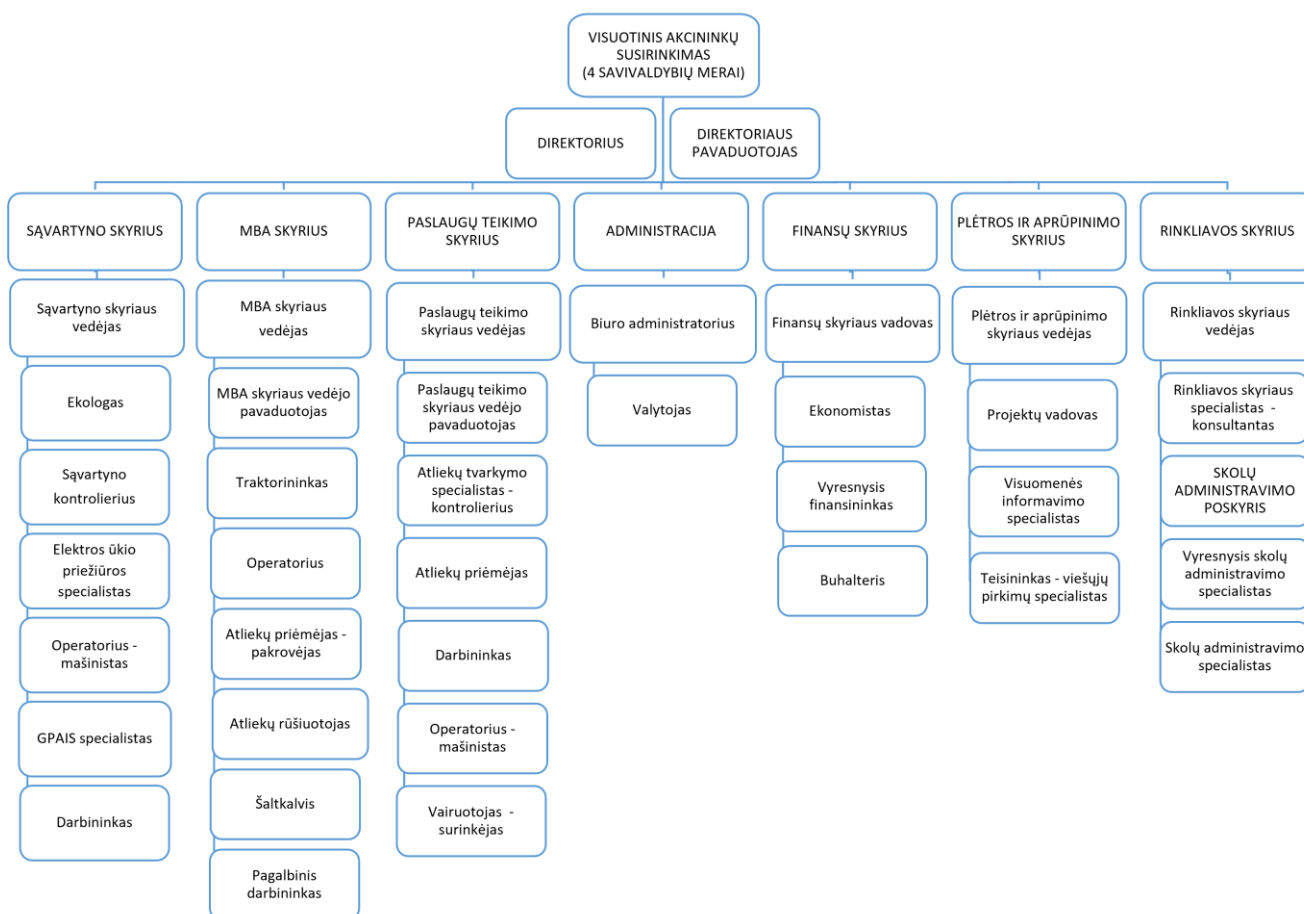 VISUOTINIS AKCININKŲ
SUSIRINKIMAS
(4 SAVIVALDYBIŲ MERAI)
DIREKTORIUS
DIREKTORIAUS
PAVADUOTOJAS
SĄVARTYNO SKYRIUS
Sąvartyno skyriaus
vedėjas
Ekologas
Sąvartyno
kontrolierius
Elektros ūkio
priežiūros
specialistas
Operatorius -
mašinistas
GPAIS specialistas
Darbininkas
MBA SKYRIUS
MBA skyriaus
vedėjas
MBA skyriaus vedėjo
pavaduotojas
Traktorininkas
Operatorius
Atliekų priėmėjas -
pakrovėjas
Atliekų rūšiuotojas
Šaltkalvis
Pagalbinis
darbininkas
PASLAUGŲ TEIKIMO
SKYRIUS
Paslaugų teikimo
skyriaus vedėjas
Paslaugų teikimo
skyriaus vedėjo
pavaduotojas
Atliekų tvarkymo
specialistas -
kontrolierius
Atliekų priėmėjas
Darbininkas
Operatorius -
mašinistas
Vairuotojas -
surinkėjas
ADMINISTRACIJA
Biuro administratorius
Valytojas
FINANSŲ SKYRIUS
Finansų skyriaus vadovas
Ekonomistas
Vyresnysis
finansininkas
Buhalteris
PLĖTROS IR APRŪPINIMO
SKYRIUS
Plėtros ir aprūpinimo
skyriaus vedėjas
Projektų vadovas
Visuomenės
informavimo
specialistas
Teisininkas - viešųjų
pirkimų specialistas
RINKLIAVOS SKYRIUS
Rinkliavos skyriaus
vedėjas
Rinkliavos skyriaus
specialistas -
konsultantas
SKOLŲ
ADMINISTRAVIMO
POSKYRIS
Vyresnysis skolų
administravimo
specialistas
Skolų administravimo
specialistas